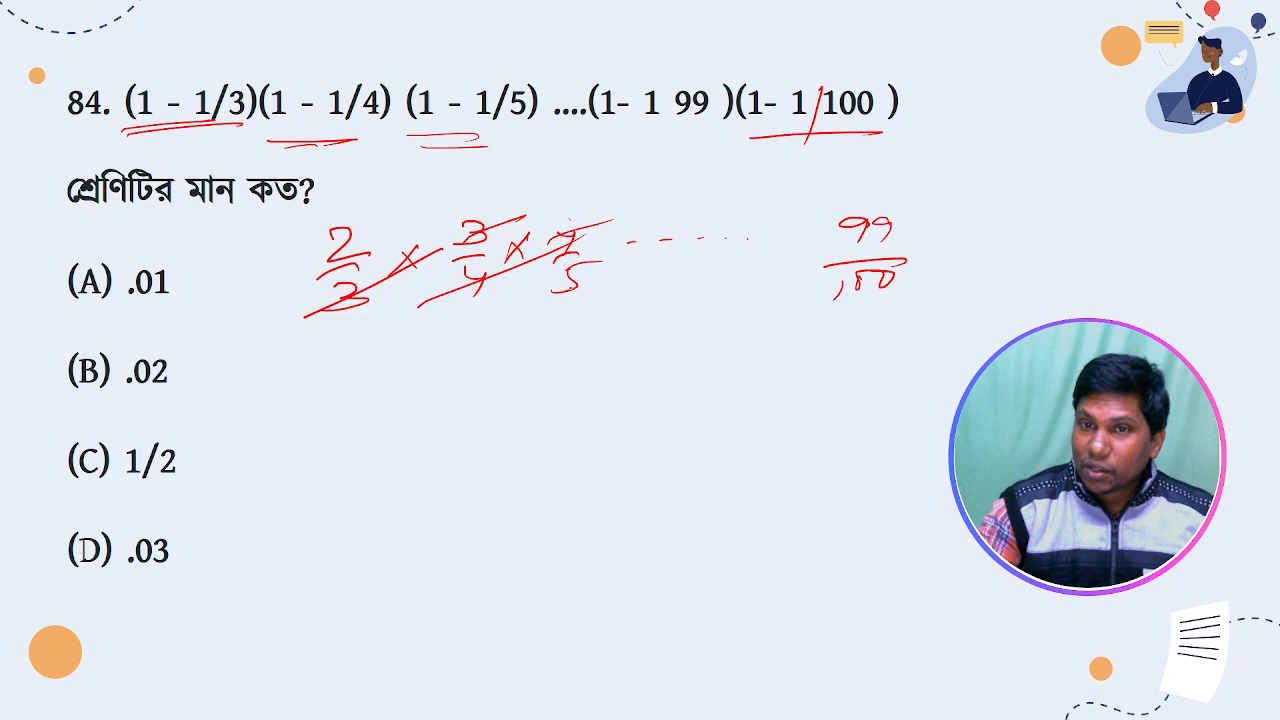 84. (1 - 1/3)(1 - 1/4) (1 - 1/5) ....(1- 1 99 )(1- 1/100 )
শ্রেণিটির মান কত?
2/3 × 3/4 × 4/5 - - - - - 99/100
(A) .01
(B) .02
(C) 1/2
(D) .03